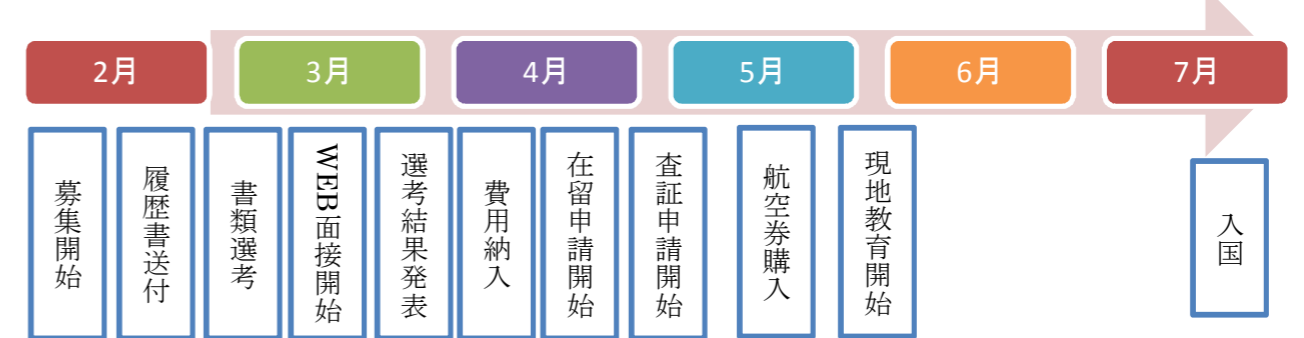 2月
3月
4月
5月
6月
7月
募集開始
履歴書送付
書類選考
WEB面接開始
選考結果発表
費用納入
在留申請開始
査証申請開始
航空券購入
現地教育開始
入国